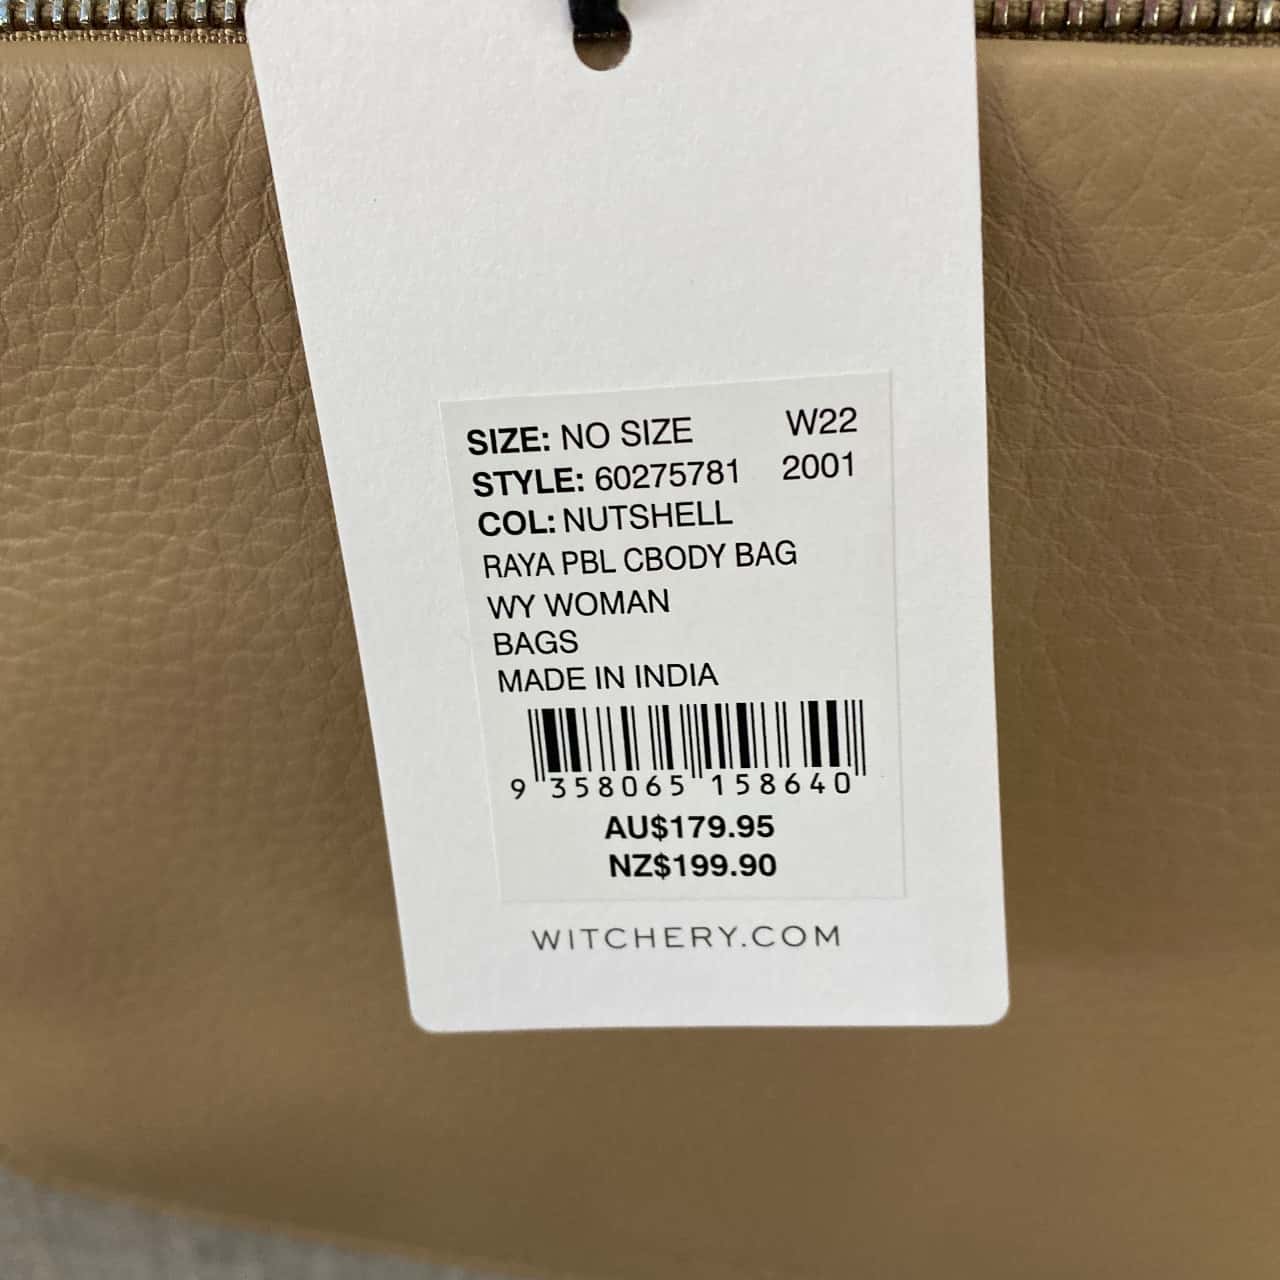 SIZE: NO SIZE W22
STYLE: 60275781 2001
COL: NUTSHELL
RAYA PBL CBODY BAG
WY WOMAN
BAGS
MADE IN INDIA
9 358065 158640
AU$179.95
NZ$199.90
WITCHERY.COM